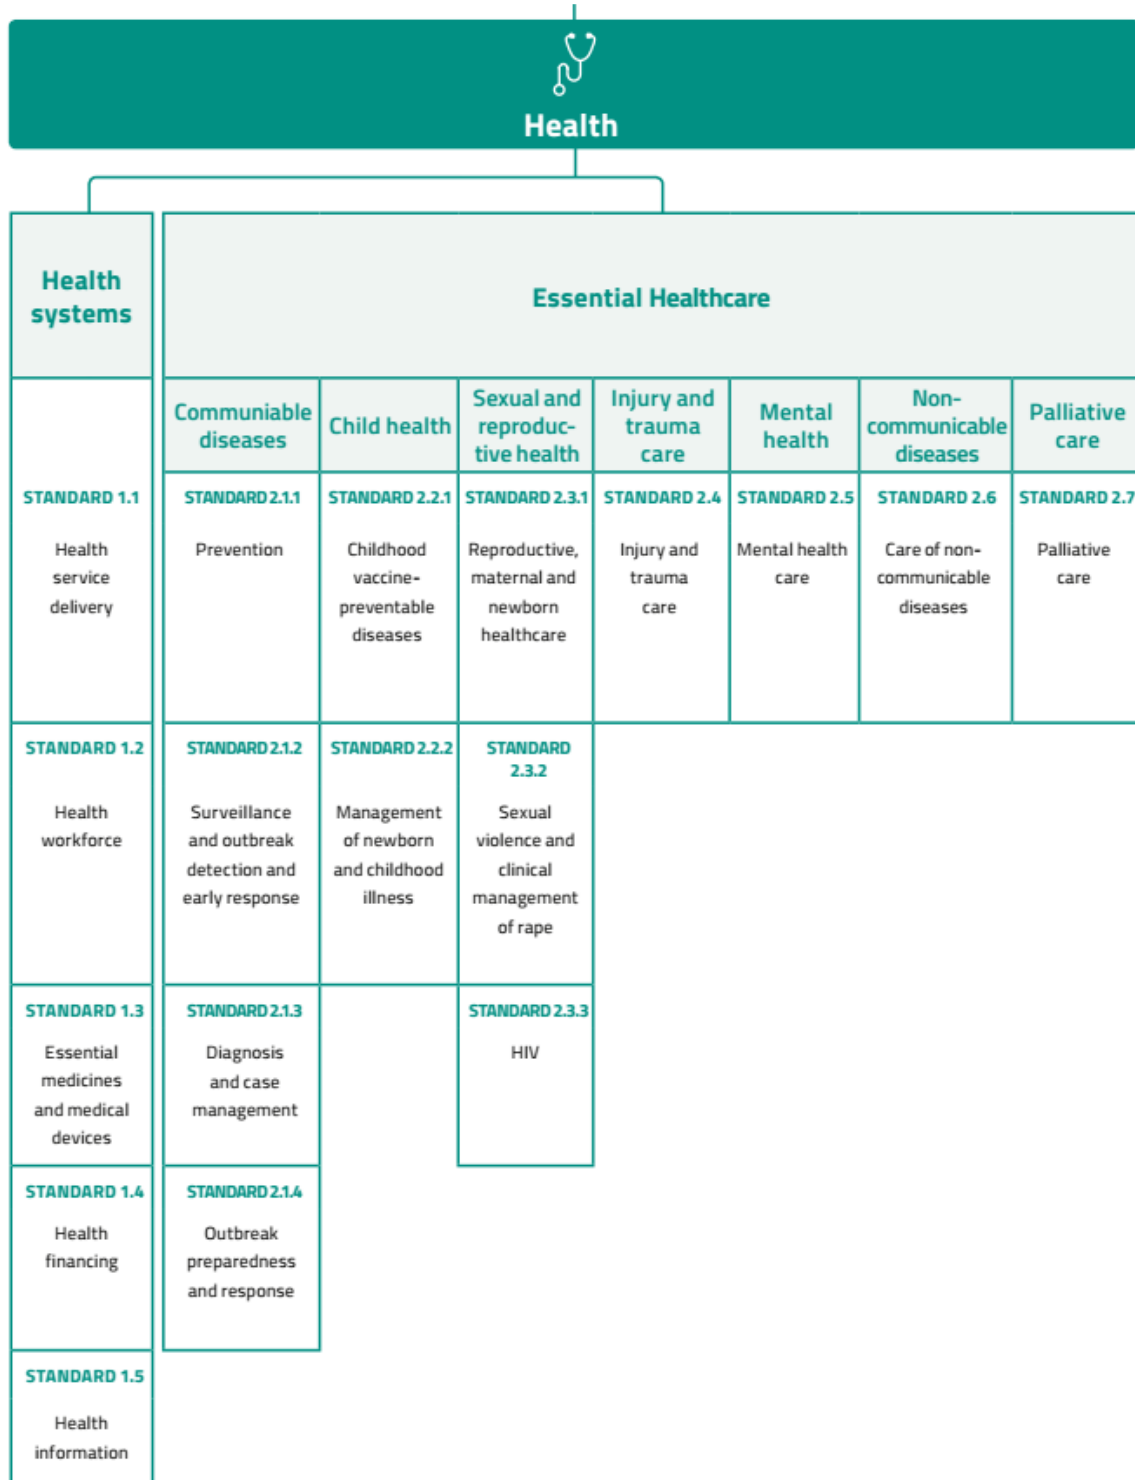 Health
Health
systems
Essential Healthcare
Communiable
diseases
Child health
Sexual and
reproduc-
tive health
Injury and
trauma
care
Mental
health
Non-
communicable
diseases
Palliative
care
STANDARD 1.1
Health
service
delivery
STANDARD 2.1.1
Prevention
STANDARD 2.2.1
Childhood
vaccine-
preventable
diseases
STANDARD 2.3.1
Reproductive,
maternal and
newborn
healthcare
STANDARD 2.4
Injury and
trauma
care
STANDARD 2.5
Mental health
care
STANDARD 2.6
Care of non-
communicable
diseases
STANDARD 2.7
Palliative
care
STANDARD 1.2
Health
workforce
STANDARD 2.1.2
Surveillance
and outbreak
detection and
early response
STANDARD 2.2.2
Management
of newborn
and childhood
illness
STANDARD
2.3.2
Sexual
violence and
clinical
management
of rape
STANDARD 1.3
Essential
medicines
and medical
devices
STANDARD 2.1.3
Diagnosis
and case
management
STANDARD 2.3.3
HIV
STANDARD 1.4
Health
financing
STANDARD 2.1.4
Outbreak
preparedness
and response
STANDARD 1.5
Health
information